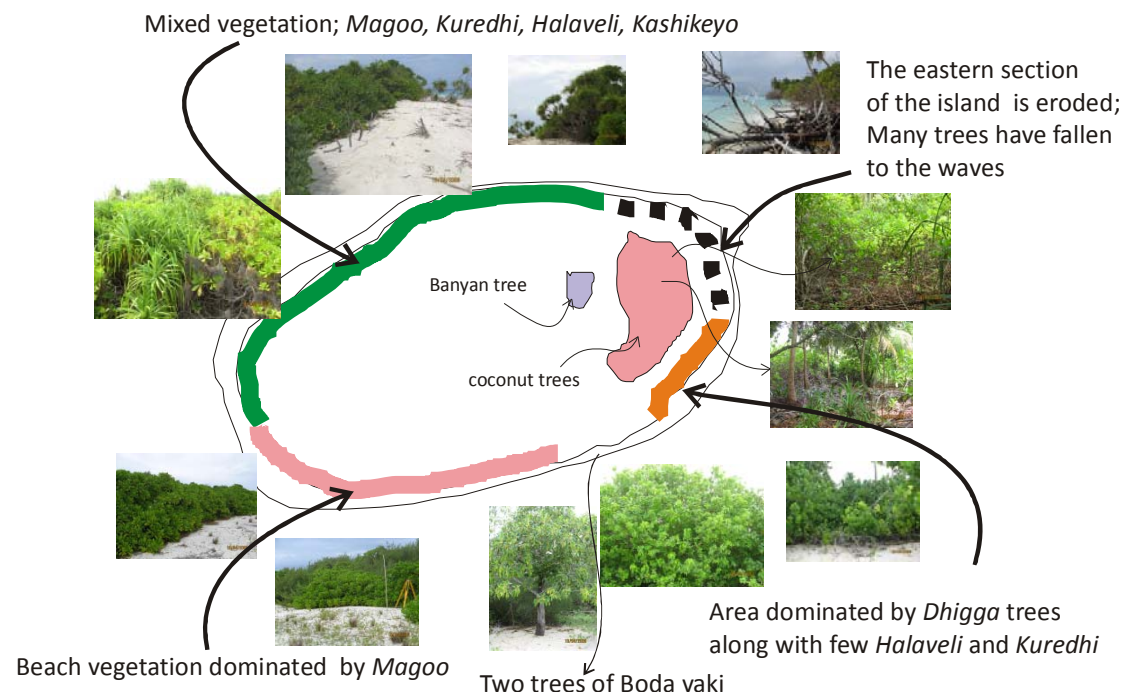 Mixed vegetation; Magoo, Kuredhi, Halaveli, Kashikeyo
The eastern section
of the island is eroded;
Many trees have fallen
to the waves
Banyan tree
coconut trees
Area dominated by Dhigga trees
along with few Halaveli and Kuredhi
Beach vegetation dominated by Magoo
Two trees of Boda vaki